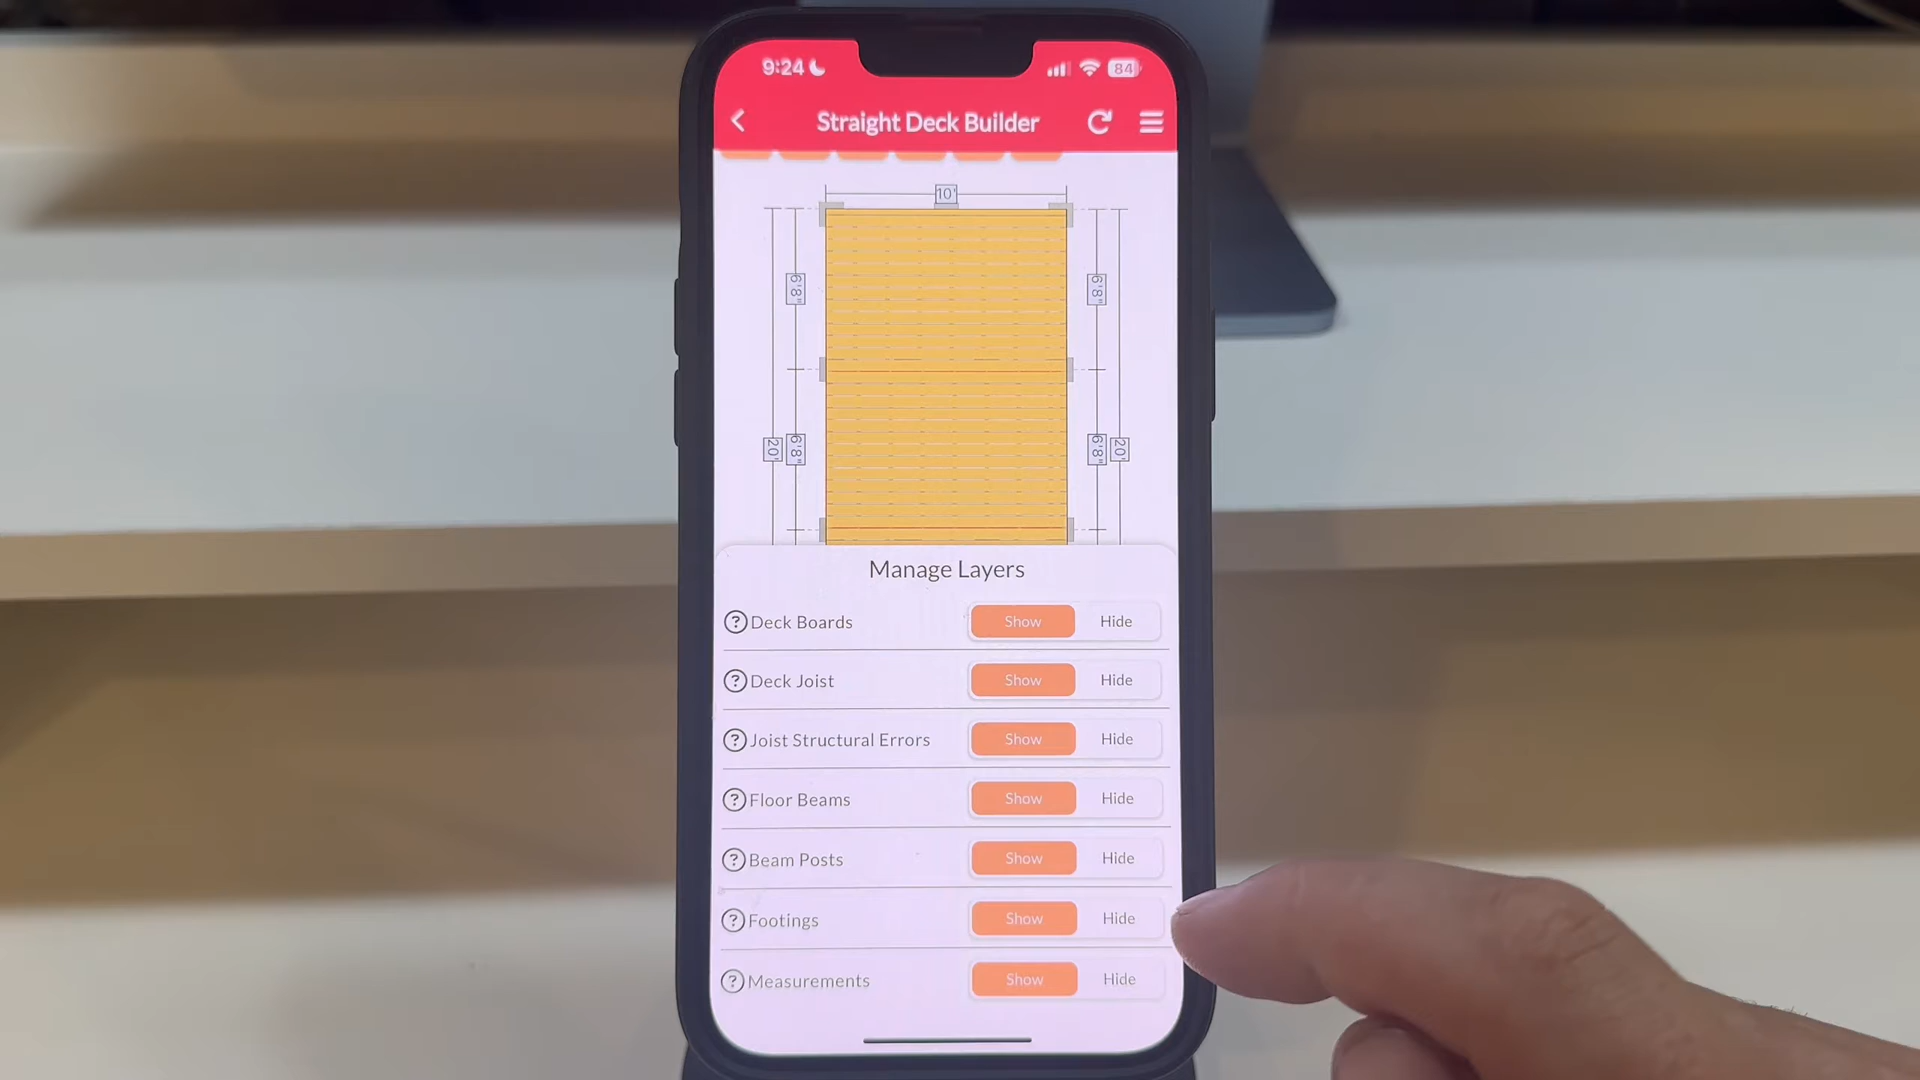 9:24
84
Straight Deck Builder
10'
6'8"
6'8"
20'
6'8"
6'8"
20'
Manage Layers
? Deck Boards Show Hide
? Deck Joist Show Hide
? Joist Structural Errors Show Hide
? Floor Beams Show Hide
? Beam Posts Show Hide
? Footings Show Hide
? Measurements Show Hide